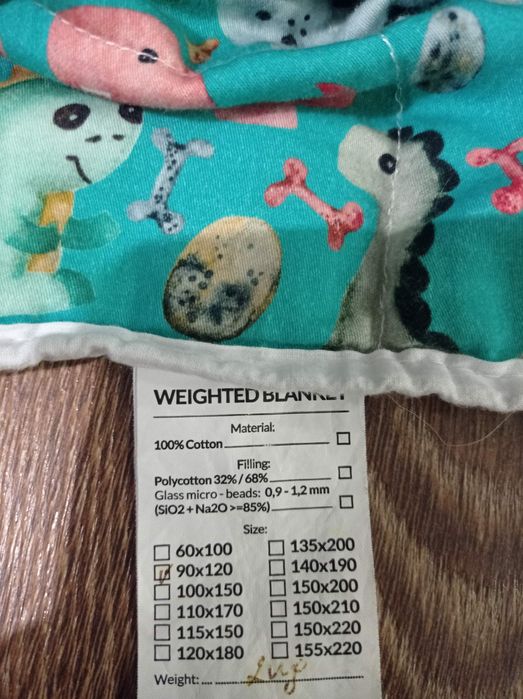 WEIGHTED BLANKET
Material:
100% Cotton
Filling:
Polycotton 32% / 68%
Glass micro - beads: 0,9 - 1,2 mm
(SiO2 + Na2O >=85%)
Size:
60x100
135x200
90x120
140x190
100x150
150x200
110x170
150x210
115x150
150x220
120x180
155x220
Weight: